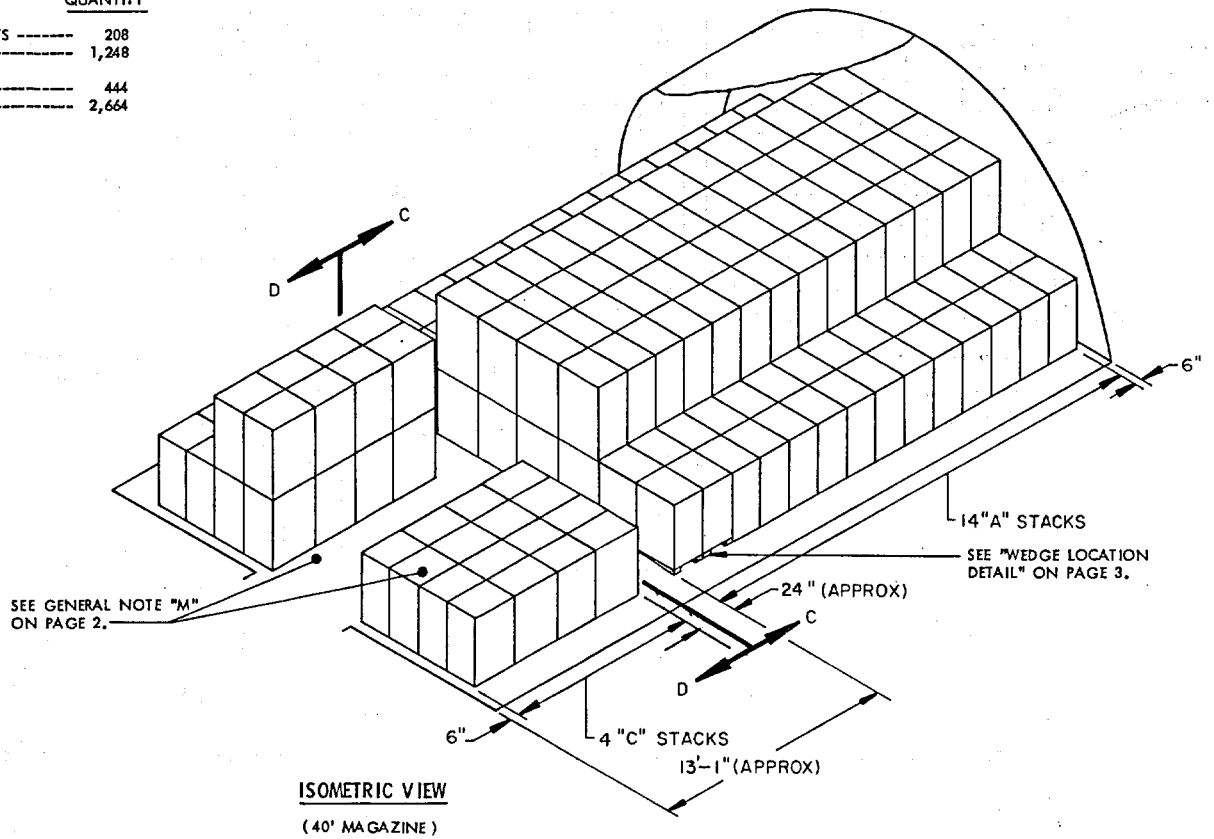 QUANTITY
TS ------- 208
---------- 1,248
---------- 444
---------- 2,664
C
D
6"
14 "A" STACKS
SEE "WEDGE LOCATION
DETAIL" ON PAGE 3.
24" (APPROX)
SEE GENERAL NOTE "M"
ON PAGE 2.
C
D
6"
4 "C" STACKS
13'-1" (APPROX)
ISOMETRIC VIEW
(40' MAGAZINE)